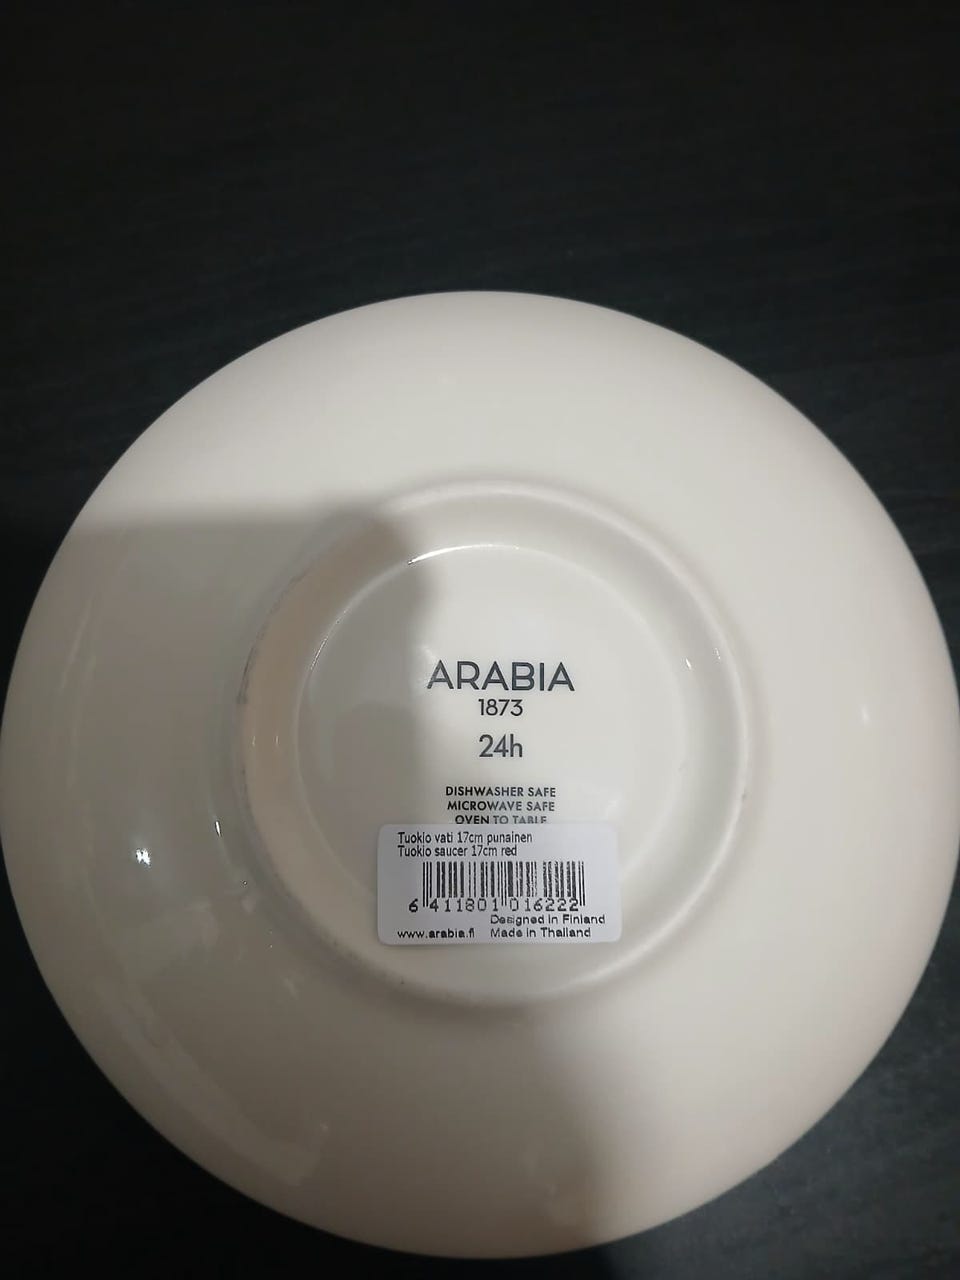 ARABIA
1873
24h
DISHWASHER SAFE
MICROWAVE SAFE
OVEN TO TABLE
Tuokio vati 17cm punainen
Tuokio saucer 17cm red
6 411801 016222
Designed in Finland
www.arabia.fi Made in Thailand